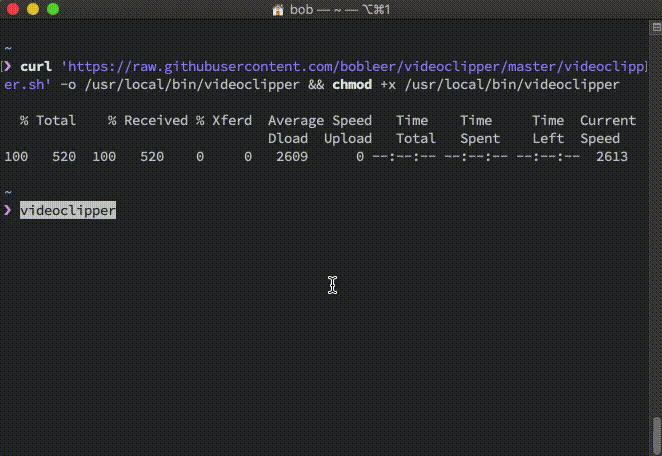 bob — ~ — ⌥⌘1
~
❯ curl 'https://raw.githubusercontent.com/bobleer/videoclipper/master/videoclipp
er.sh' -o /usr/local/bin/videoclipper && chmod +x /usr/local/bin/videoclipper
% Total % Received % Xferd Average Speed Time Time Time Current
Dload Upload Total Spent Left Speed
100 520 100 520 0 0 2609 0 --:--:-- --:--:-- --:--:-- 2613
~
❯ videoclipper